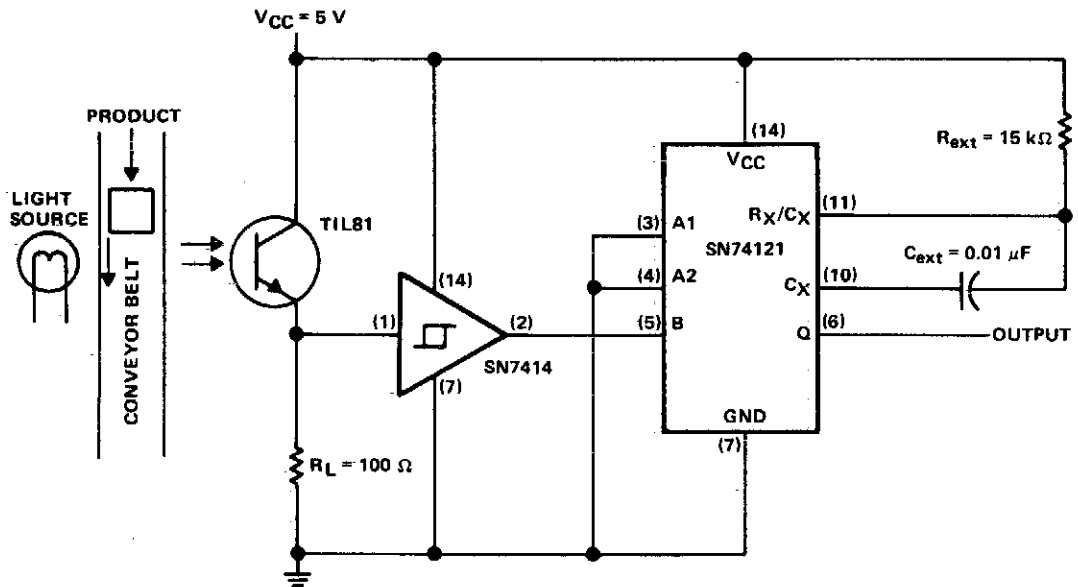 VCC = 5 V
PRODUCT
LIGHT
SOURCE
CONVEYOR BELT
TIL81
(14)
(1)
(2)
SN7414
(7)
RL = 100 Ω
(14)
VCC
(3) A1
(4) A2
(5) B
SN74121
RX/CX (11)
CX (10)
Q (6)
GND
(7)
Rext = 15 kΩ
Cext = 0.01 μF
OUTPUT